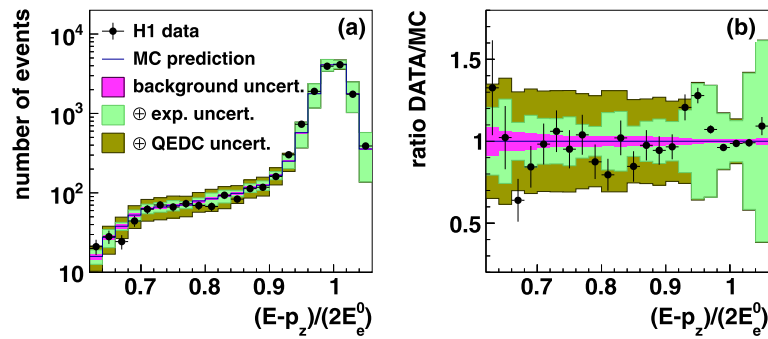 (a)
H1 data
MC prediction
background uncert.
⊕ exp. uncert.
⊕ QEDC uncert.
number of events
10⁴
10³
10²
10
0.7 0.8 0.9 1
(E-p_z)/(2E_e^0)
(b)
ratio DATA/MC
1.5
1
0.5
0.7 0.8 0.9 1
(E-p_z)/(2E_e^0)